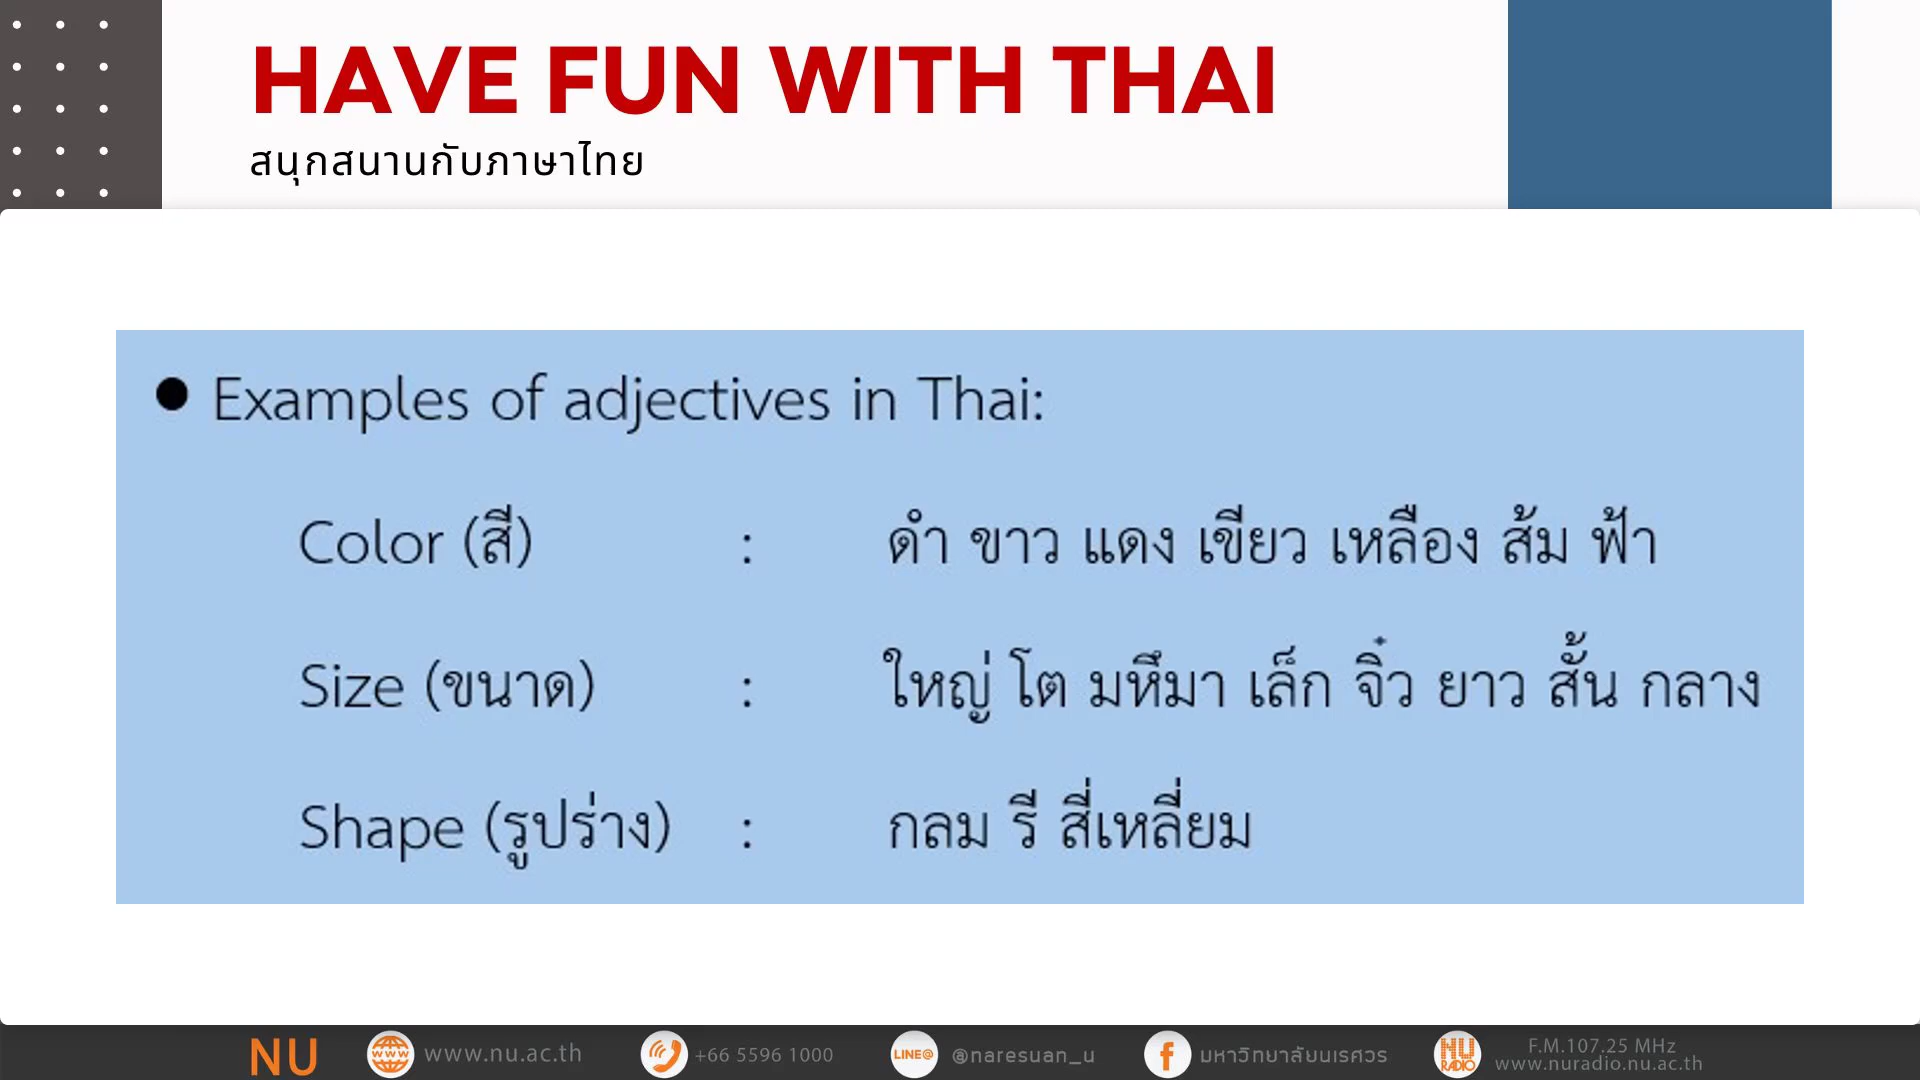 HAVE FUN WITH THAI
สนุกสนานกับภาษาไทย
● Examples of adjectives in Thai:
Color (สี) : ดำ ขาว แดง เขียว เหลือง ส้ม ฟ้า
Size (ขนาด) : ใหญ่ โต มหึมา เล็ก จิ๋ว ยาว สั้น กลาง
Shape (รูปร่าง) : กลม รี สี่เหลี่ยม
NU www www.nu.ac.th +66 5596 1000 LINE@ @naresuan_u f มหาวิทยาลัยนเรศวร NU RADIO F.M.107.25 MHz
www.nuradio.nu.ac.th